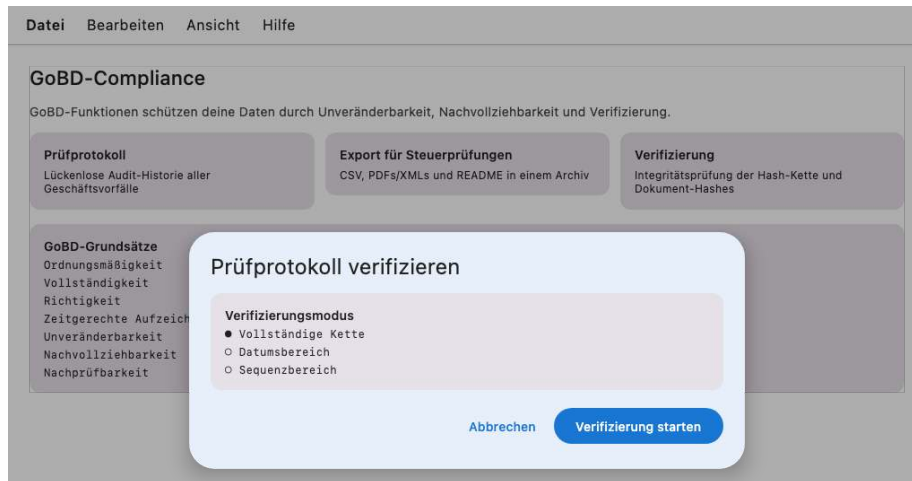 Datei Bearbeiten Ansicht Hilfe
GoBD-Compliance
GoBD-Funktionen schützen deine Daten durch Unveränderbarkeit, Nachvollziehbarkeit und Verifizierung.
Prüfprotokoll
Lückenlose Audit-Historie aller
Geschäftsvorfälle
Export für Steuerprüfungen
CSV, PDFs/XMLs und README in einem Archiv
Verifizierung
Integritätsprüfung der Hash-Kette und
Dokument-Hashes
GoBD-Grundsätze
Ordnungsmäßigkeit
Vollständigkeit
Richtigkeit
Zeitgerechte Aufzeich
Unveränderbarkeit
Nachvollziehbarkeit
Nachprüfbarkeit
Prüfprotokoll verifizieren
Verifizierungsmodus
Vollständige Kette
Datumsbereich
Sequenzbereich
Abbrechen Verifizierung starten